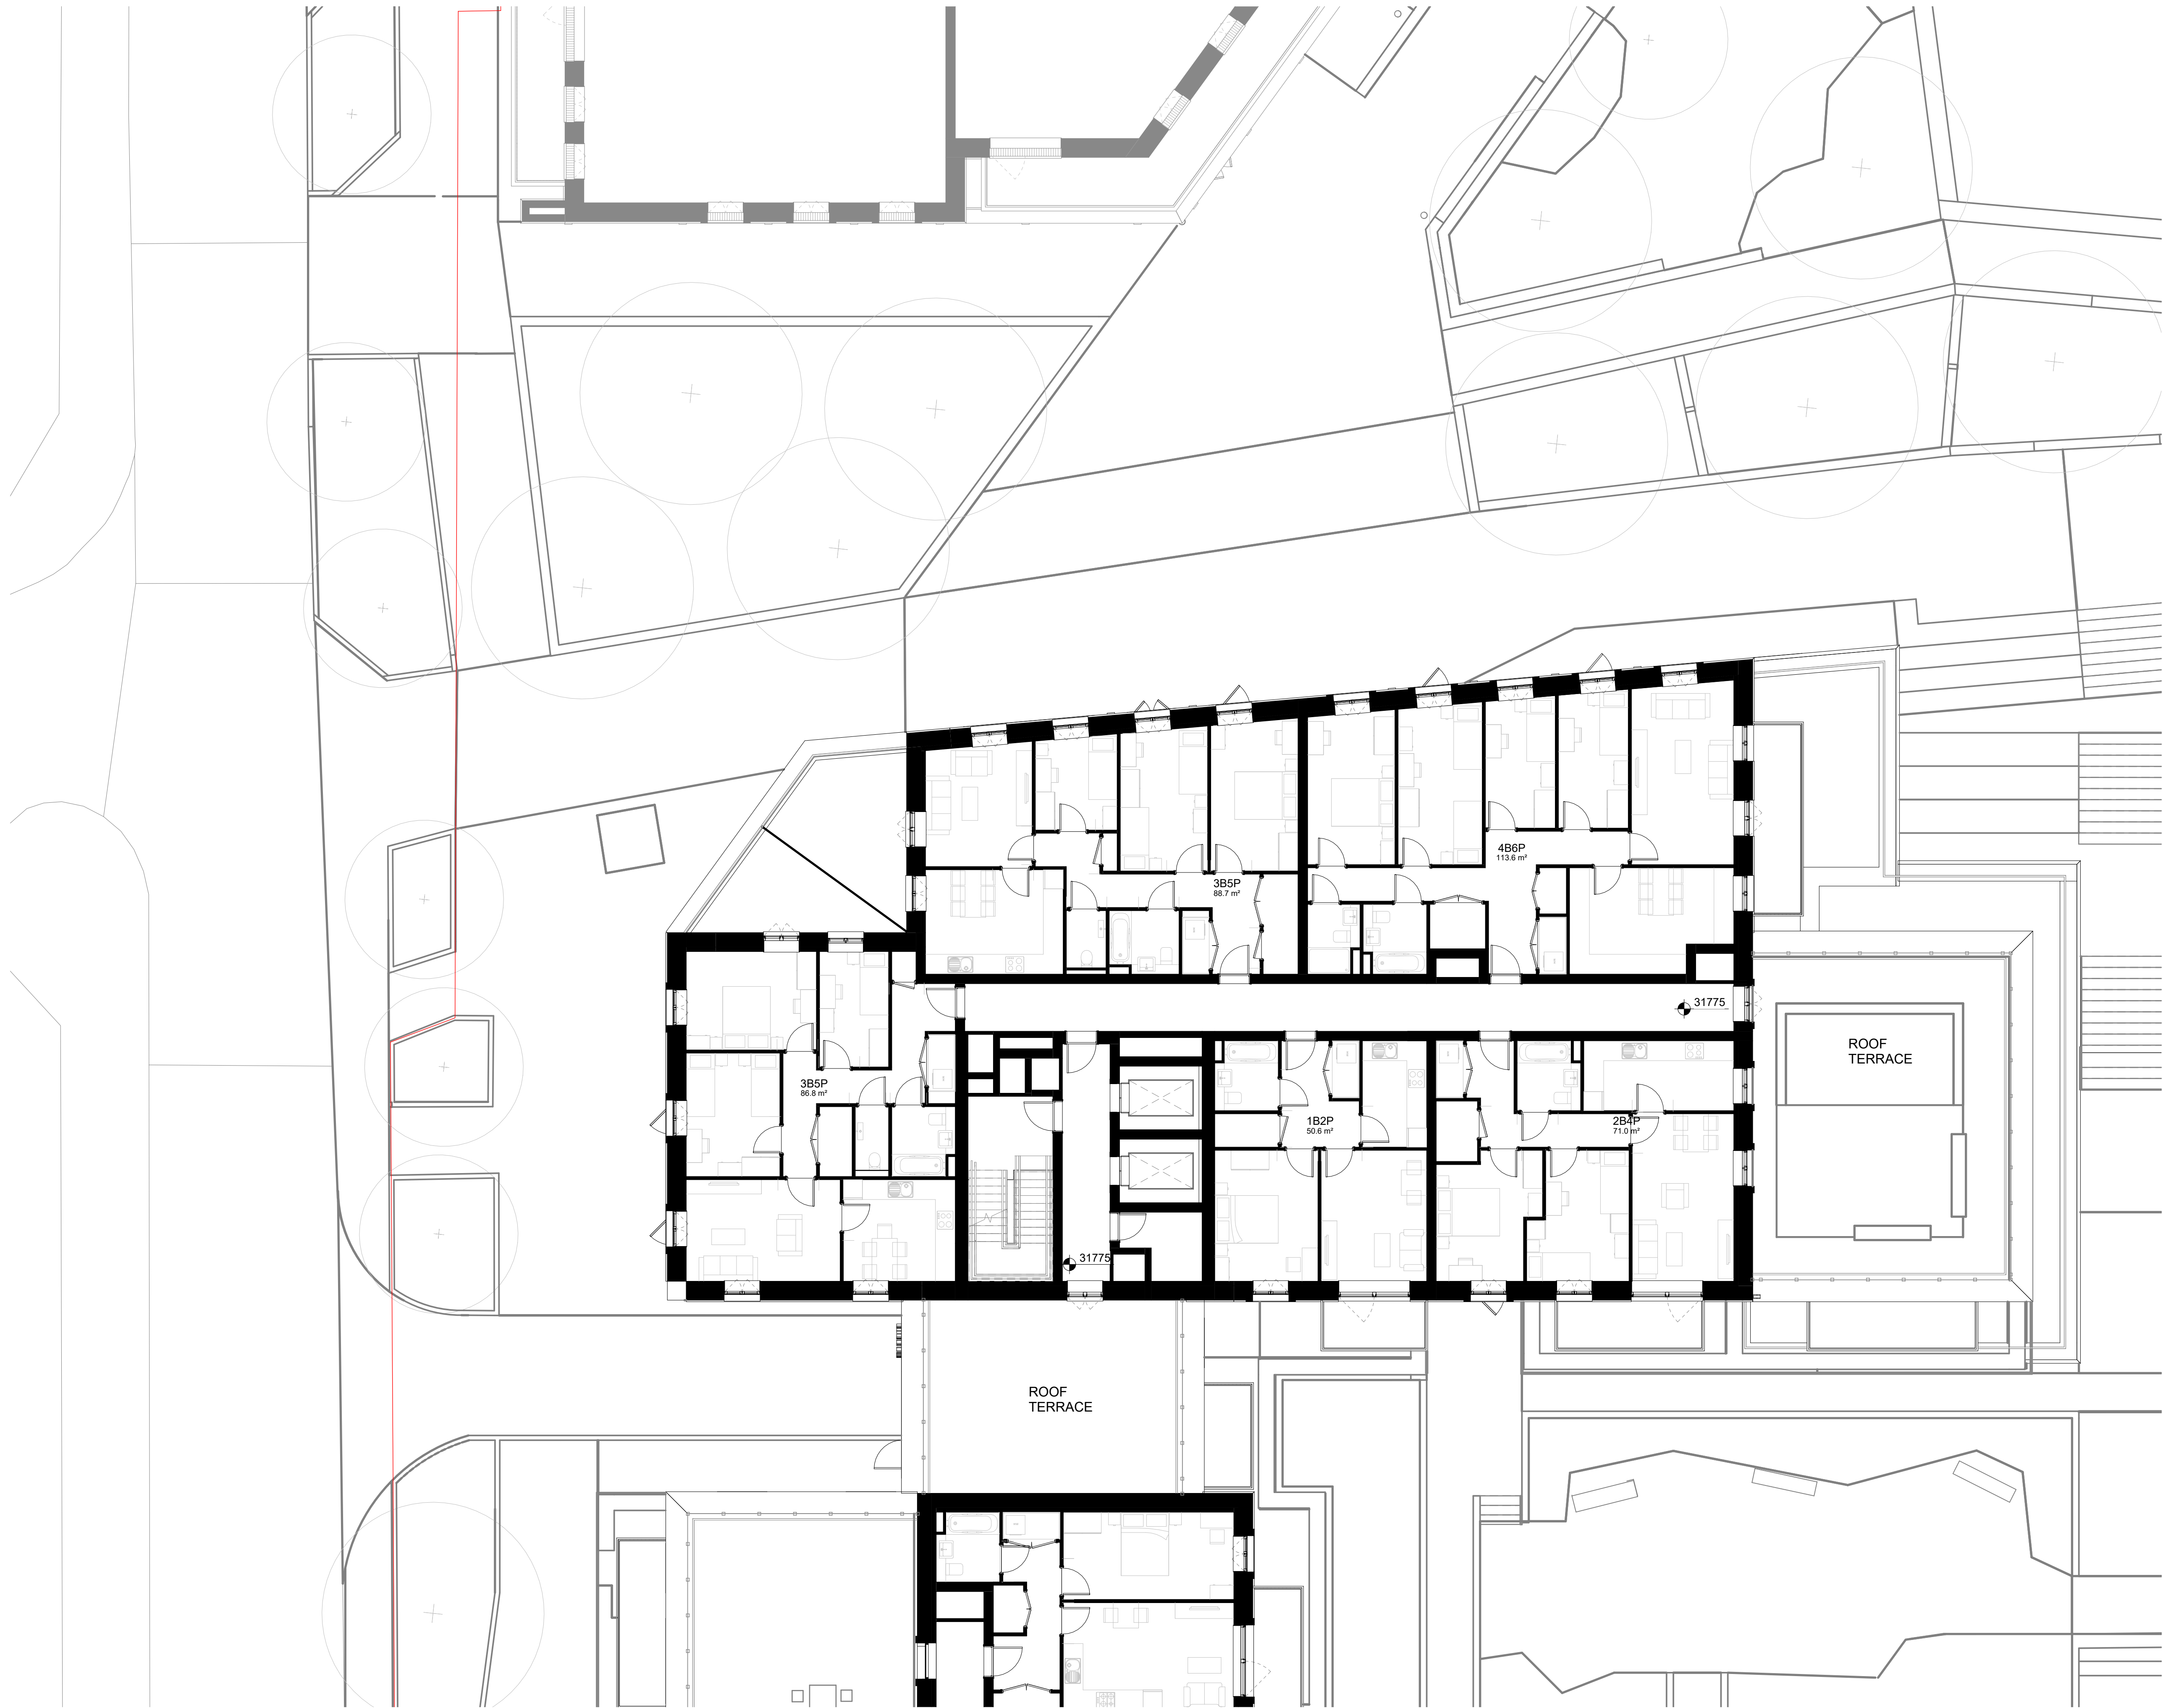 4B6P
113.6 m²
3B5P
88.7 m²
31775
ROOF
TERRACE
3B5P
86.8 m²
1B2P
50.6 m²
2B4P
71.0 m²
31775
ROOF
TERRACE